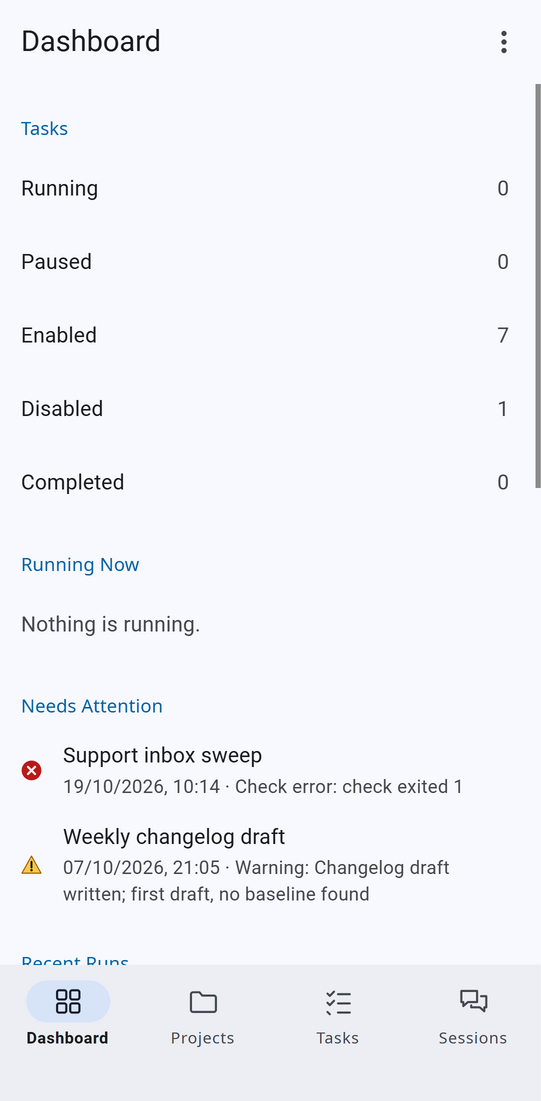 Dashboard
Tasks
Running 0
Paused 0
Enabled 7
Disabled 1
Completed 0
Running Now
Nothing is running.
Needs Attention
Support inbox sweep
19/10/2026, 10:14 · Check error: check exited 1
Weekly changelog draft
07/10/2026, 21:05 · Warning: Changelog draft
written; first draft, no baseline found
Recent Runs
Dashboard Projects Tasks Sessions